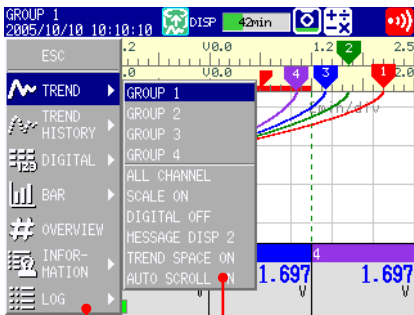 GROUP 1
2005/10/10 10:10:10 DISP 42min
ESC
.2 V0.0 1.2 2 2.5
.0 V0.0 4 3 1 2.0
TREND
TREND HISTORY
DIGITAL
BAR
OVERVIEW
INFOR-
MATION
LOG
GROUP 1
GROUP 2
GROUP 3
GROUP 4
ALL CHANNEL
SCALE ON
DIGITAL OFF
MESSAGE DISP 2
TREND SPACE ON
AUTO SCROLL ON
min/div
4
1.697 1.697
V V